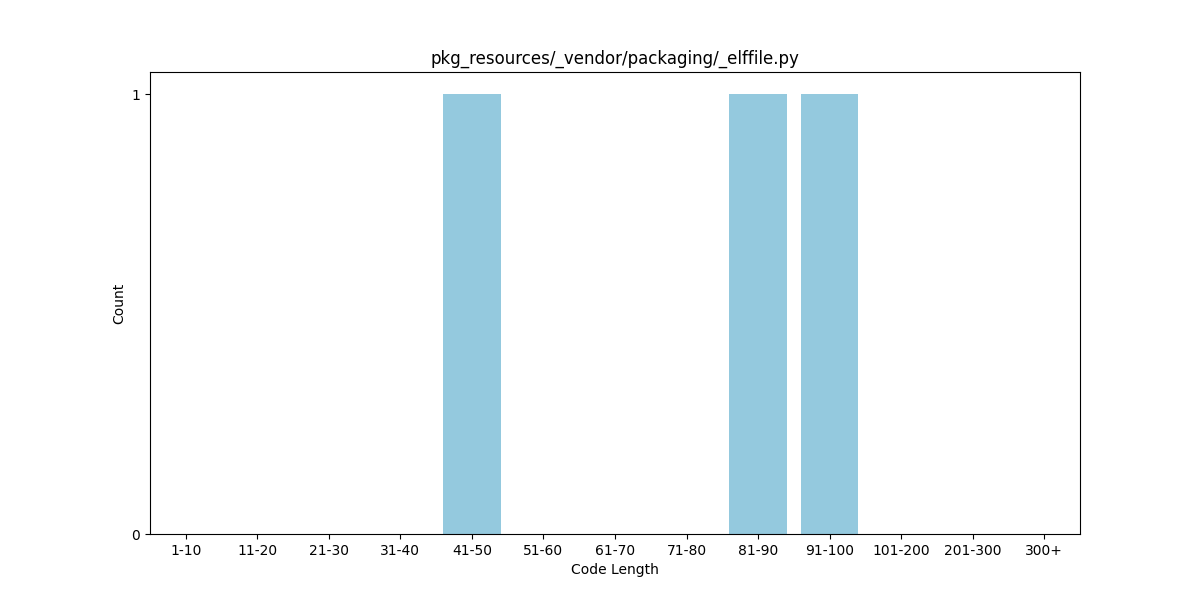 pkg_resources/_vendor/packaging/_elffile.py
1
Count
0
1-10 11-20 21-30 31-40 41-50 51-60 61-70 71-80 81-90 91-100 101-200 201-300 300+
Code Length